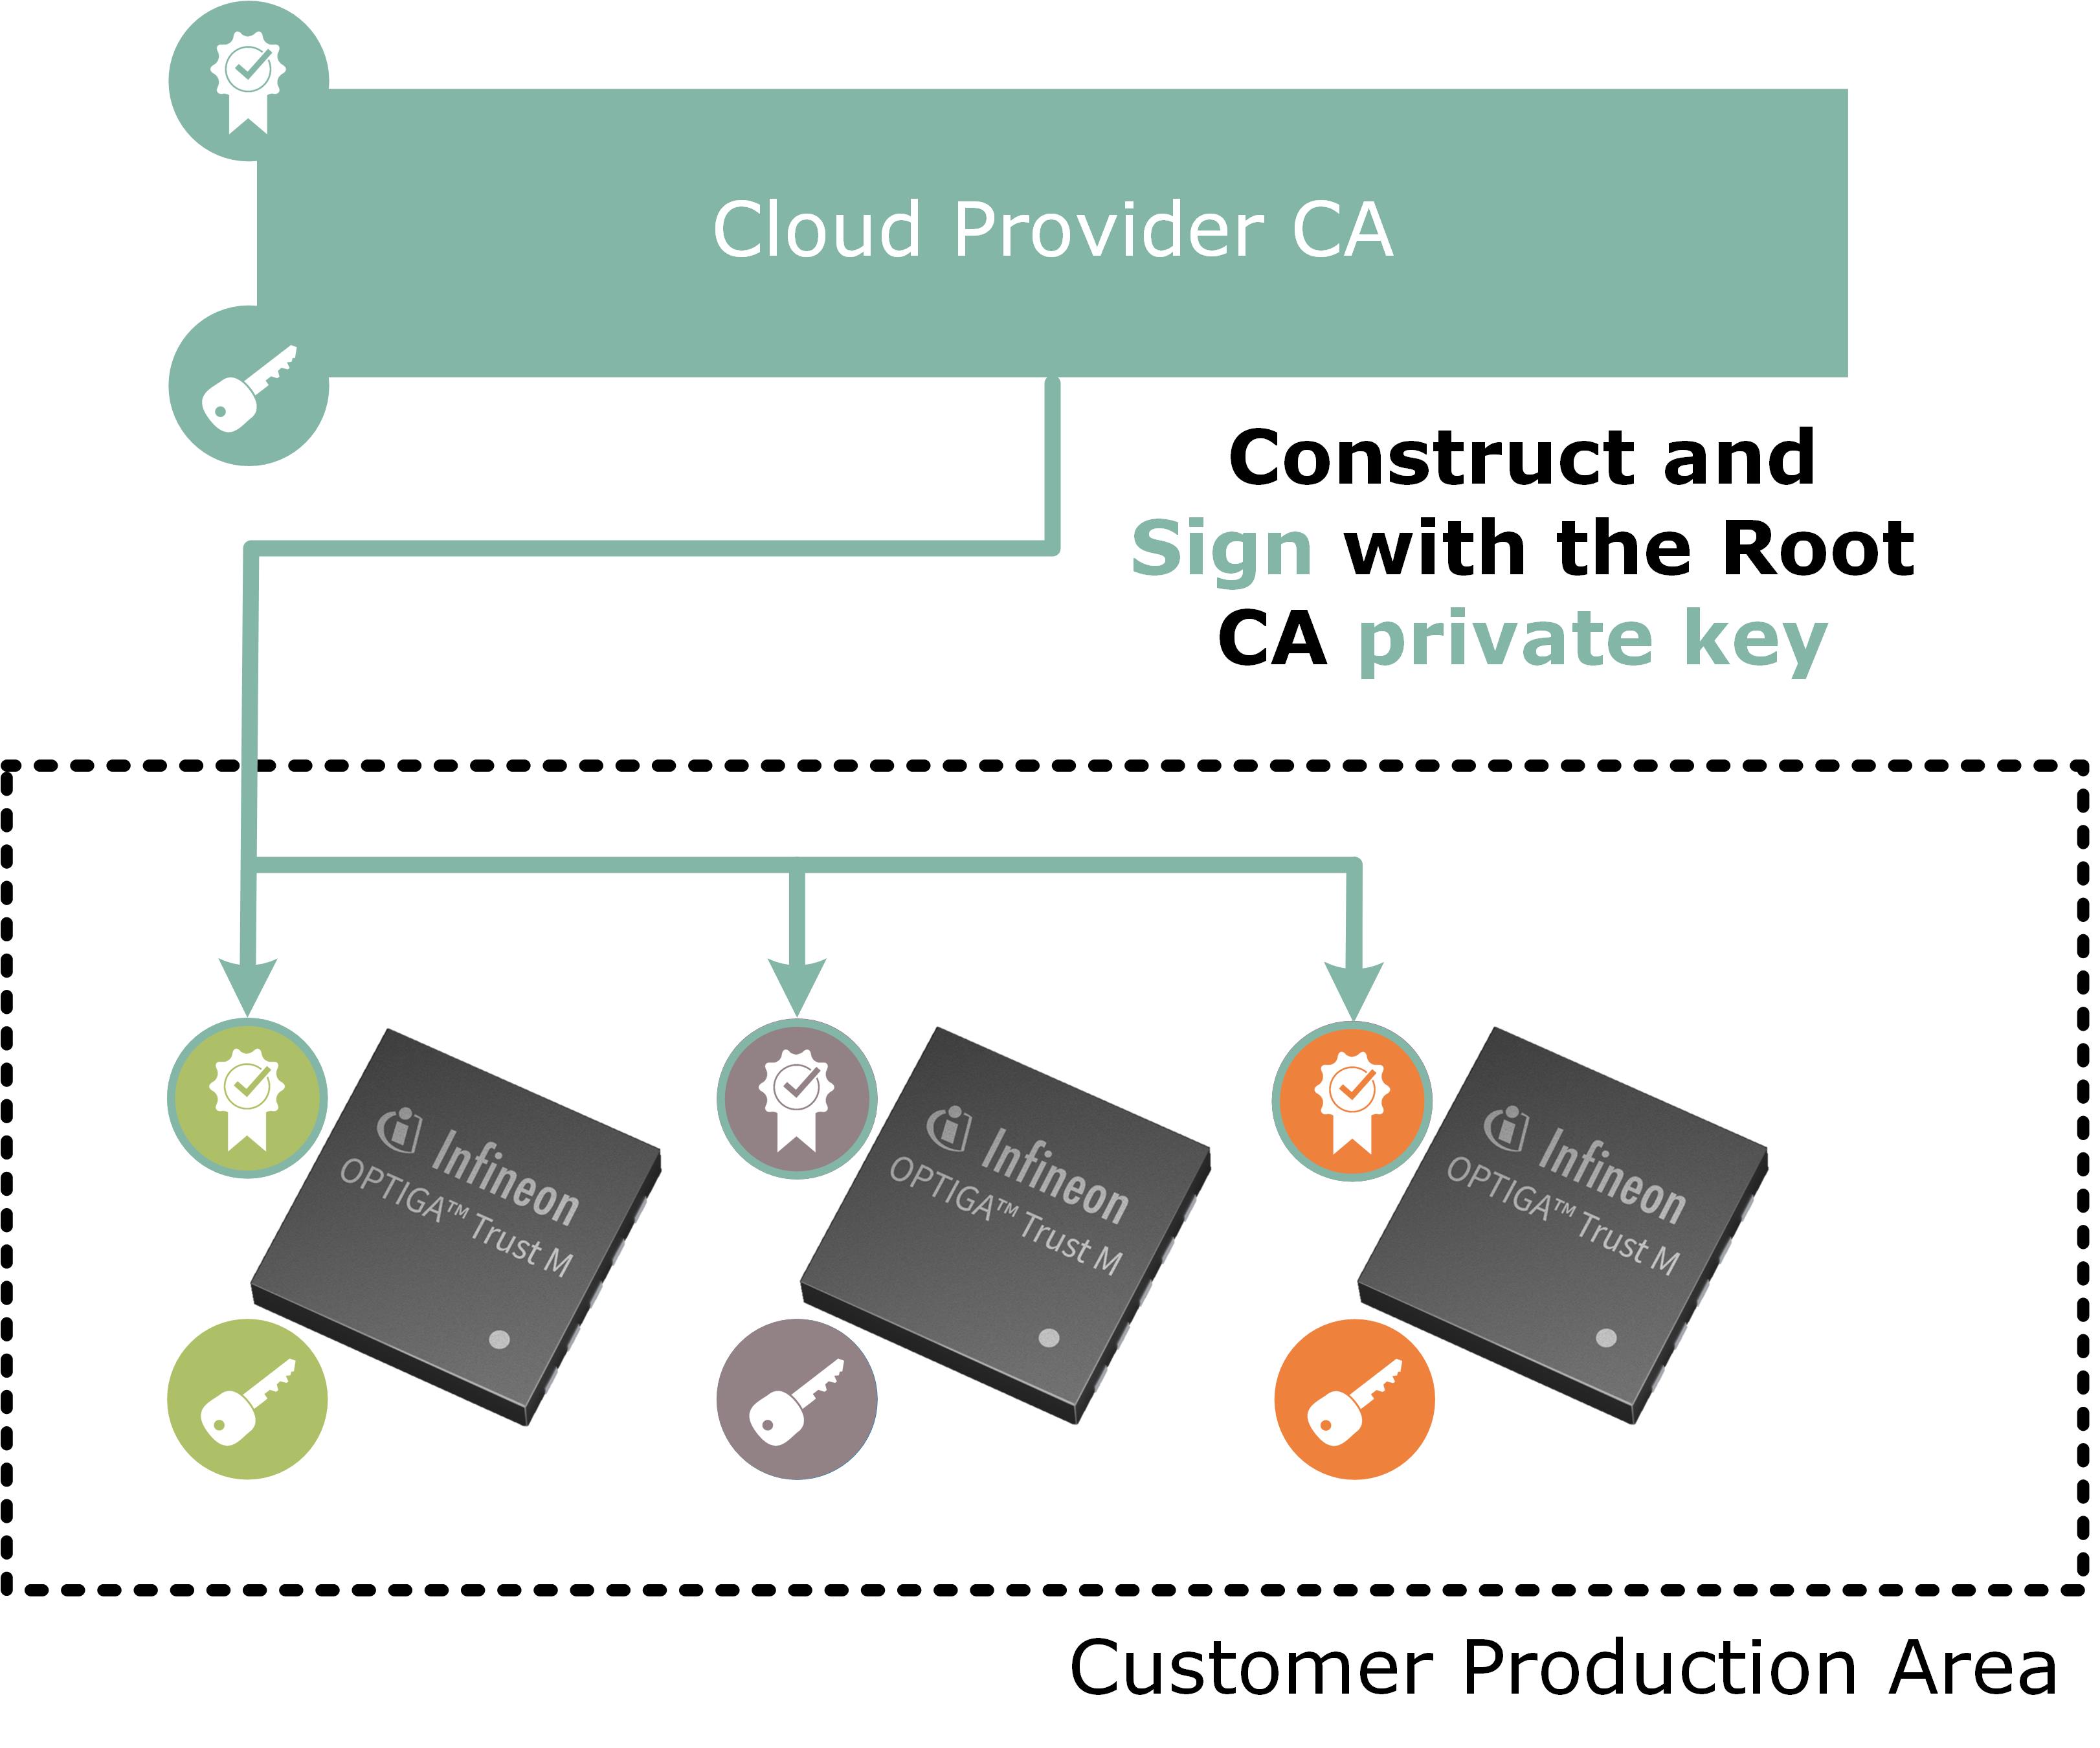 Cloud Provider CA
Construct and
Sign with the Root
CA private key
Infineon
OPTIGA™ Trust M
Infineon
OPTIGA™ Trust M
Infineon
OPTIGA™ Trust M
Customer Production Area